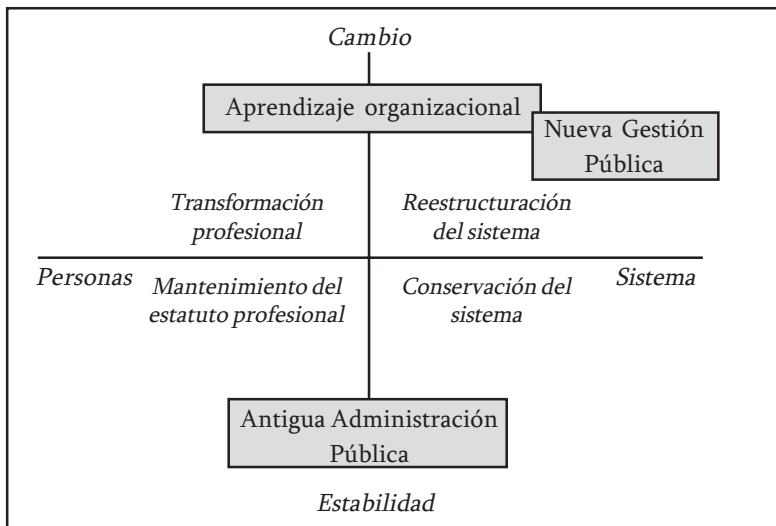 Cambio
Aprendizaje organizacional
Nueva Gestión
Pública
Transformación
profesional
Reestructuración
del sistema
Personas
Mantenimiento del
estatuto profesional
Conservación del
sistema
Sistema
Antigua Administración
Pública
Estabilidad